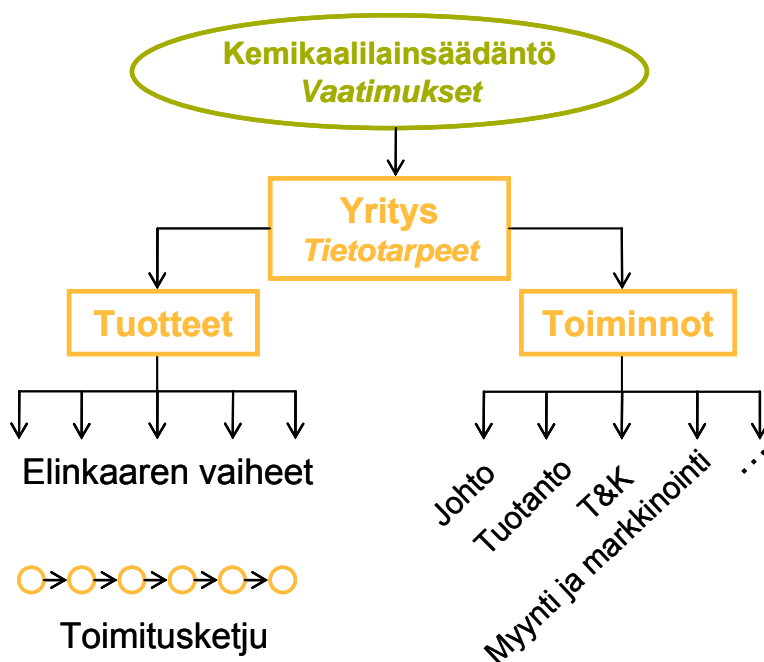 Kemikaalilainsäädäntö
Vaatimukset
Yritys
Tietotarpeet
Tuotteet
Toiminnot
Elinkaaren vaiheet
Johto
Tuotanto
T&K
Myynti ja markkinointi
...
Toimitusketju